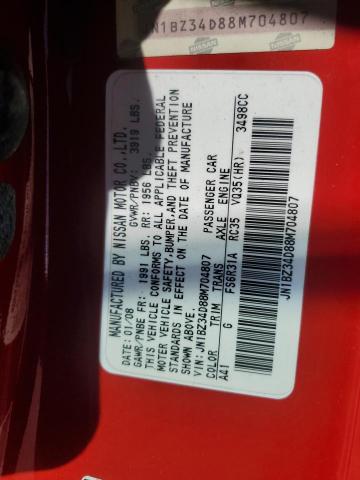 JN1BZ34D88M704807
MANUFACTURED BY NISSAN MOTOR CO., LTD.
DATE: 01/08 GVWR/PNBV: 3919 LBS.
GAWR/PNBE FR: 1991 LBS. RR: 1956 LBS.
THIS VEHICLE CONFORMS TO ALL APPLICABLE FEDERAL
MOTOR VEHICLE SAFETY, BUMPER, AND THEFT PREVENTION
STANDARDS IN EFFECT ON THE DATE OF MANUFACTURE
SHOWN ABOVE.
VIN: JN1BZ34D88M704807 PASSENGER CAR
COLOR TRIM TRANS AXLE ENGINE
A41 G FS6R31A RC35 VQ35(HR) 3498CC
JN1BZ34D88M704807